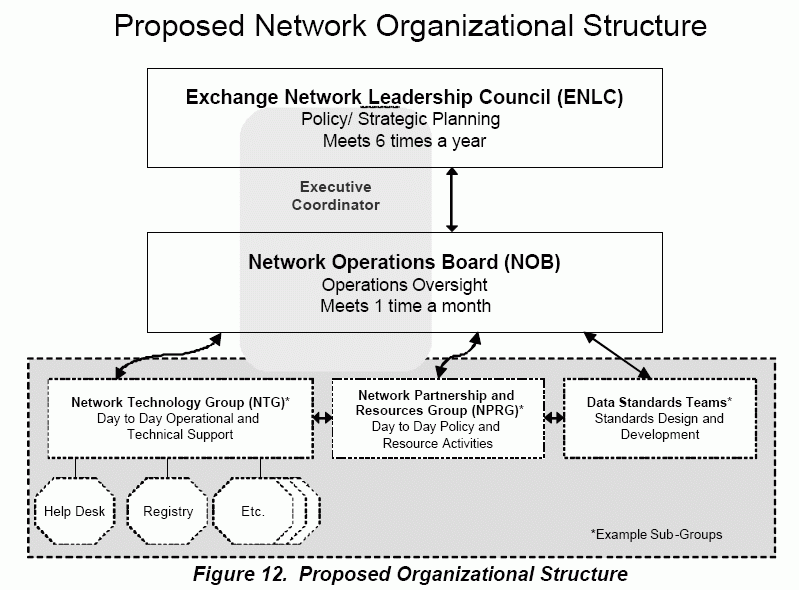 Proposed Network Organizational Structure
Exchange Network Leadership Council (ENLC)
Policy/ Strategic Planning
Meets 6 times a year
Executive
Coordinator
Network Operations Board (NOB)
Operations Oversight
Meets 1 time a month
Network Technology Group (NTG)*
Day to Day Operational and
Technical Support
Network Partnership and
Resources Group (NPRG)*
Day to Day Policy and
Resource Activities
Data Standards Teams*
Standards Design and
Development
Help Desk
Registry
Etc.
*Example Sub-Groups
Figure 12. Proposed Organizational Structure